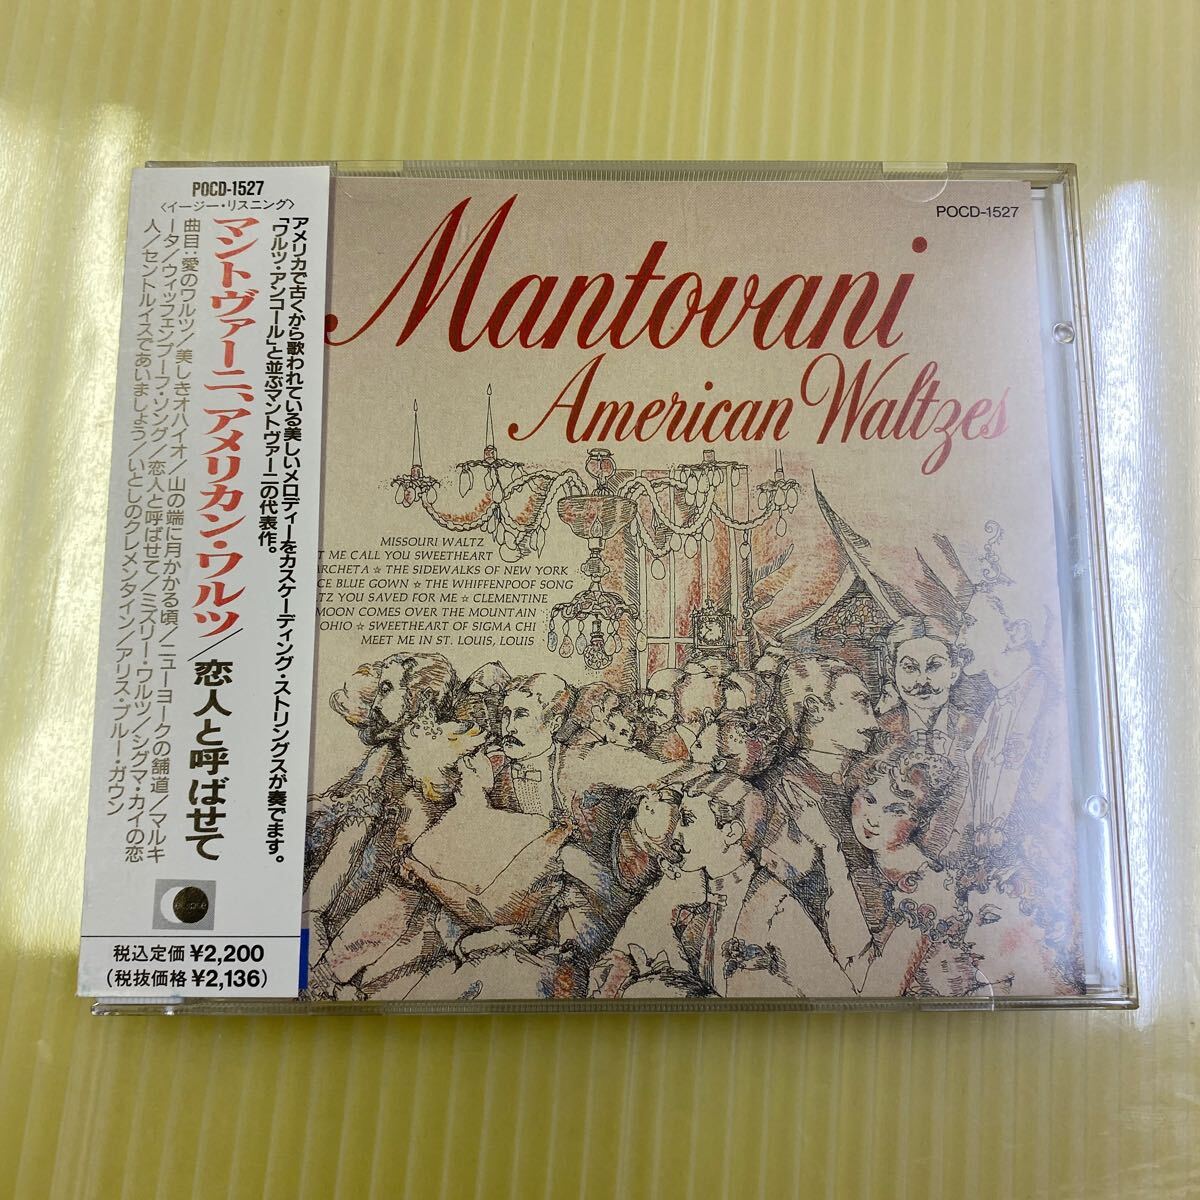 POCD-1527
〈イージー・リスニング〉
アメリカで古くから歌われている美しいメロディーをカスケーディング・ストリングスが奏でます。
「ワルツ・アンコール」と並ぶマントヴァーニの代表作。
マントヴァーニ、アメリカン・ワルツ/恋人と呼ばせて
曲目:愛のワルツ/美しきオハイオ/山の端に月かかる頃/ニューヨークの舗道/マルキ
ータ/ウィッフェンプーフ・ソング/恋人と呼ばせて/ミズリー・ワルツ/シグマ・カイの恋
人/セントルイスであいましょう/いとしのクレメンタイン/アリス・ブルー・ガウン
eclipse
税込定価¥2,200
(税抜価格¥2,136)
POCD-1527
Mantovani
American Waltzes
MISSOURI WALTZ
T ME CALL YOU SWEETHEART
ARCHETA ☆ THE SIDEWALKS OF NEW YORK
CE BLUE GOWN ☆ THE WHIFFENPOOF SONG
TZ YOU SAVED FOR ME ☆ CLEMENTINE
MOON COMES OVER THE MOUNTAIN
OHIO ☆ SWEETHEART OF SIGMA CHI
MEET ME IN ST. LOUIS, LOUIS